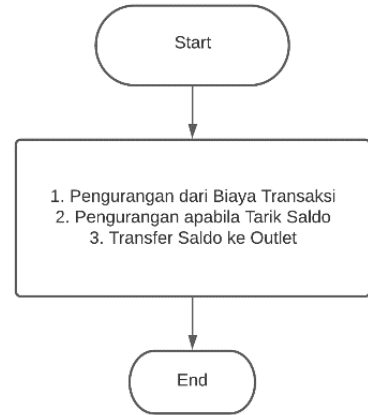 Start
1. Pengurangan dari Biaya Transaksi
2. Pengurangan apabila Tarik Saldo
3. Transfer Saldo ke Outlet
End